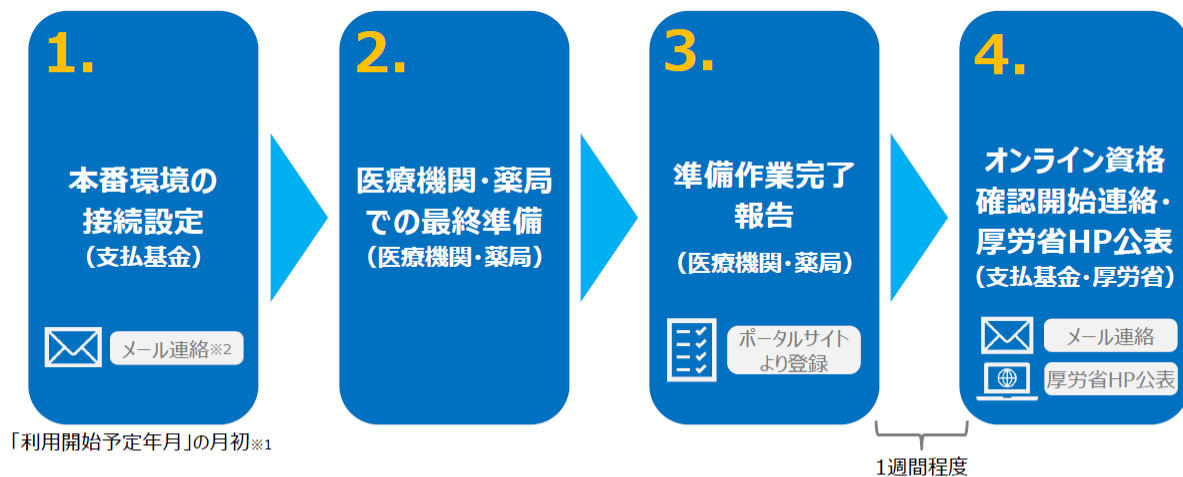 1.
本番環境の
接続設定
（支払基金）
メール連絡※2
「利用開始予定年月」の月初※1
2.
医療機関・薬局
での最終準備
（医療機関・薬局）
3.
準備作業完了
報告
（医療機関・薬局）
ポータルサイト
より登録
1週間程度
4.
オンライン資格
確認開始連絡・
厚労省HP公表
（支払基金・厚労省）
メール連絡
厚労省HP公表